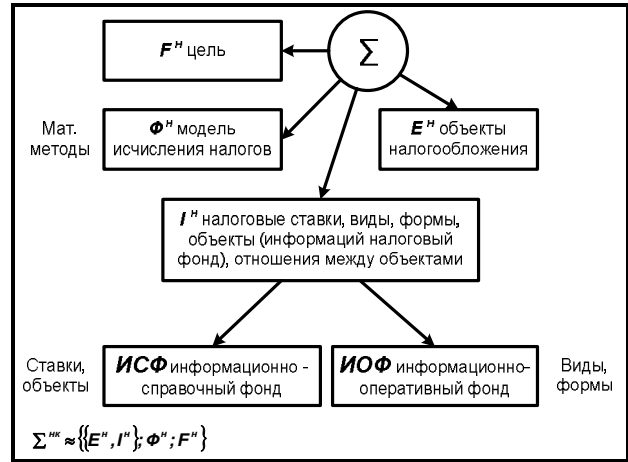 Σ
F н цель
Мат.
методы
Ф н модель
исчисления налогов
E н объекты
налогообложения
I н налоговые ставки, виды, формы,
объекты (информаций налоговый
фонд), отношения между объектами
Ставки,
объекты
ИСФ информационно -
справочный фонд
ИОФ информационно–
оперативный фонд
Виды,
формы
Σ нк ≈ {{E н , I н }; Ф н ; F н }